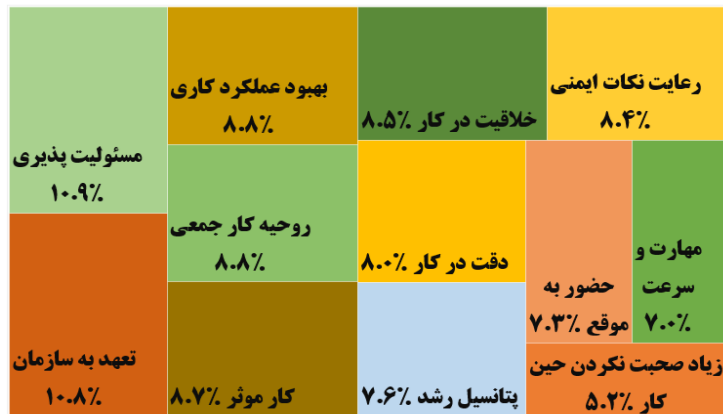 مسئولیت پذیری
۱۰.۹٪
تعهد به سازمان
۱۰.۸٪
بهبود عملکرد کاری
۸.۸٪
روحیه کار جمعی
۸.۸٪
کار موثر ۸.۷٪
خلاقیت در کار ۸.۵٪
رعایت نکات ایمنی
۸.۴٪
دقت در کار ۸.۰٪
پتانسیل رشد ۷.۶٪
حضور به
موقع ۷.۳٪
مهارت و
سرعت
۷.۰٪
زیاد صحبت نکردن حین
کار ۵.۲٪